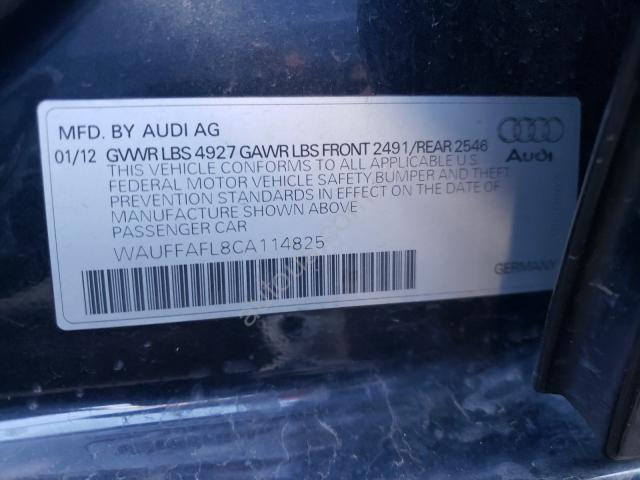 MFD. BY AUDI AG
01/12 GVWR LBS 4927 GAWR LBS FRONT 2491/REAR 2546
THIS VEHICLE CONFORMS TO ALL APPLICABLE U S
FEDERAL MOTOR VEHICLE SAFETY,BUMPER AND THEFT
PREVENTION STANDARDS IN EFFECT ON THE DATE OF
MANUFACTURE SHOWN ABOVE
PASSENGER CAR
WAUFFAFL8CA114825
Audi
GERMANY